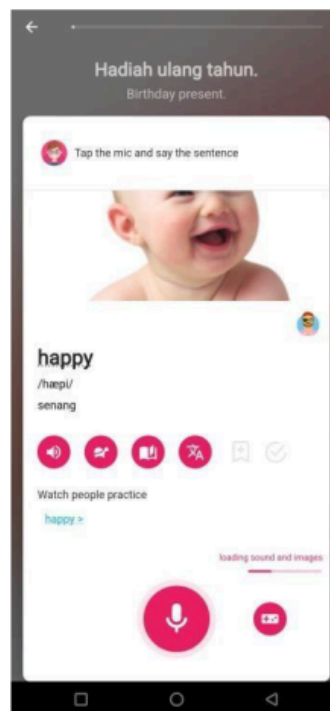 Hadiah ulang tahun.
Birthday present.
Tap the mic and say the sentence
happy
/hæpi/
senang
Watch people practice
happy >
loading sound and images